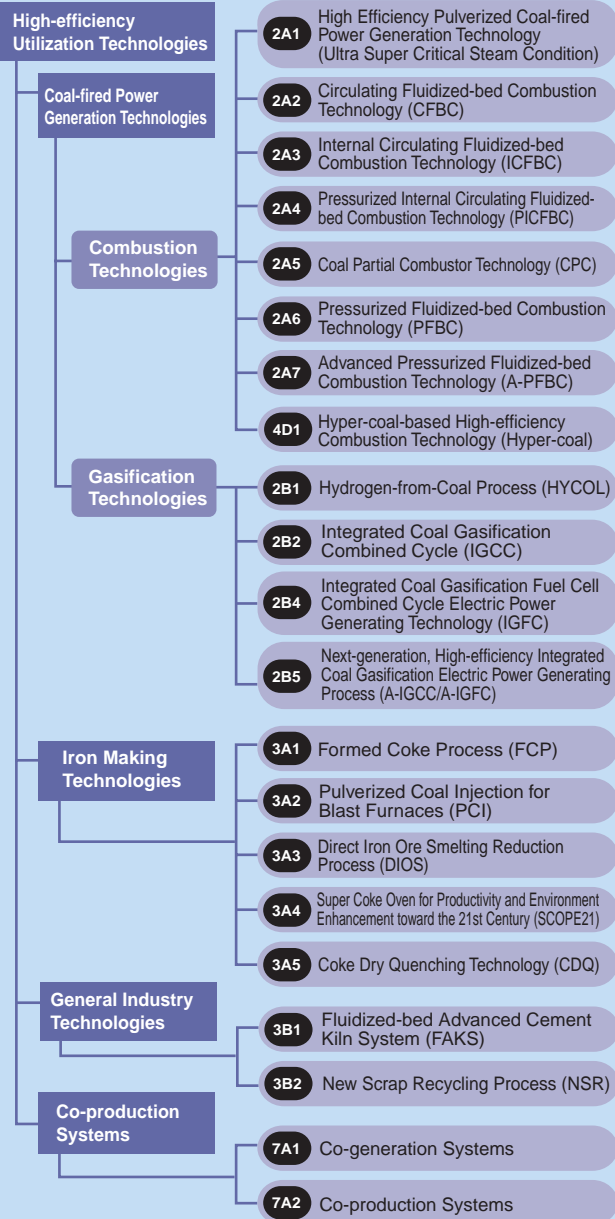 High-efficiency
Utilization Technologies
Coal-fired Power
Generation Technologies
Combustion
Technologies
2A1
High Efficiency Pulverized Coal-fired
Power Generation Technology
(Ultra Super Critical Steam Condition)
2A2
Circulating Fluidized-bed Combustion
Technology (CFBC)
2A3
Internal Circulating Fluidized-bed
Combustion Technology (ICFBC)
2A4
Pressurized Internal Circulating Fluidized-
bed Combustion Technology (PICFBC)
2A5
Coal Partial Combustor Technology (CPC)
2A6
Pressurized Fluidized-bed Combustion
Technology (PFBC)
2A7
Advanced Pressurized Fluidized-bed
Combustion Technology (A-PFBC)
4D1
Hyper-coal-based High-efficiency
Combustion Technology (Hyper-coal)
Gasification
Technologies
2B1
Hydrogen-from-Coal Process (HYCOL)
2B2
Integrated Coal Gasification
Combined Cycle (IGCC)
2B4
Integrated Coal Gasification Fuel Cell
Combined Cycle Electric Power
Generating Technology (IGFC)
2B5
Next-generation, High-efficiency Integrated
Coal Gasification Electric Power Generating
Process (A-IGCC/A-IGFC)
Iron Making
Technologies
3A1
Formed Coke Process (FCP)
3A2
Pulverized Coal Injection for
Blast Furnaces (PCI)
3A3
Direct Iron Ore Smelting Reduction
Process (DIOS)
3A4
Super Coke Oven for Productivity and Environment
Enhancement toward the 21st Century (SCOPE21)
3A5
Coke Dry Quenching Technology (CDQ)
General Industry
Technologies
3B1
Fluidized-bed Advanced Cement
Kiln System (FAKS)
3B2
New Scrap Recycling Process (NSR)
Co-production
Systems
7A1
Co-generation Systems
7A2
Co-production Systems